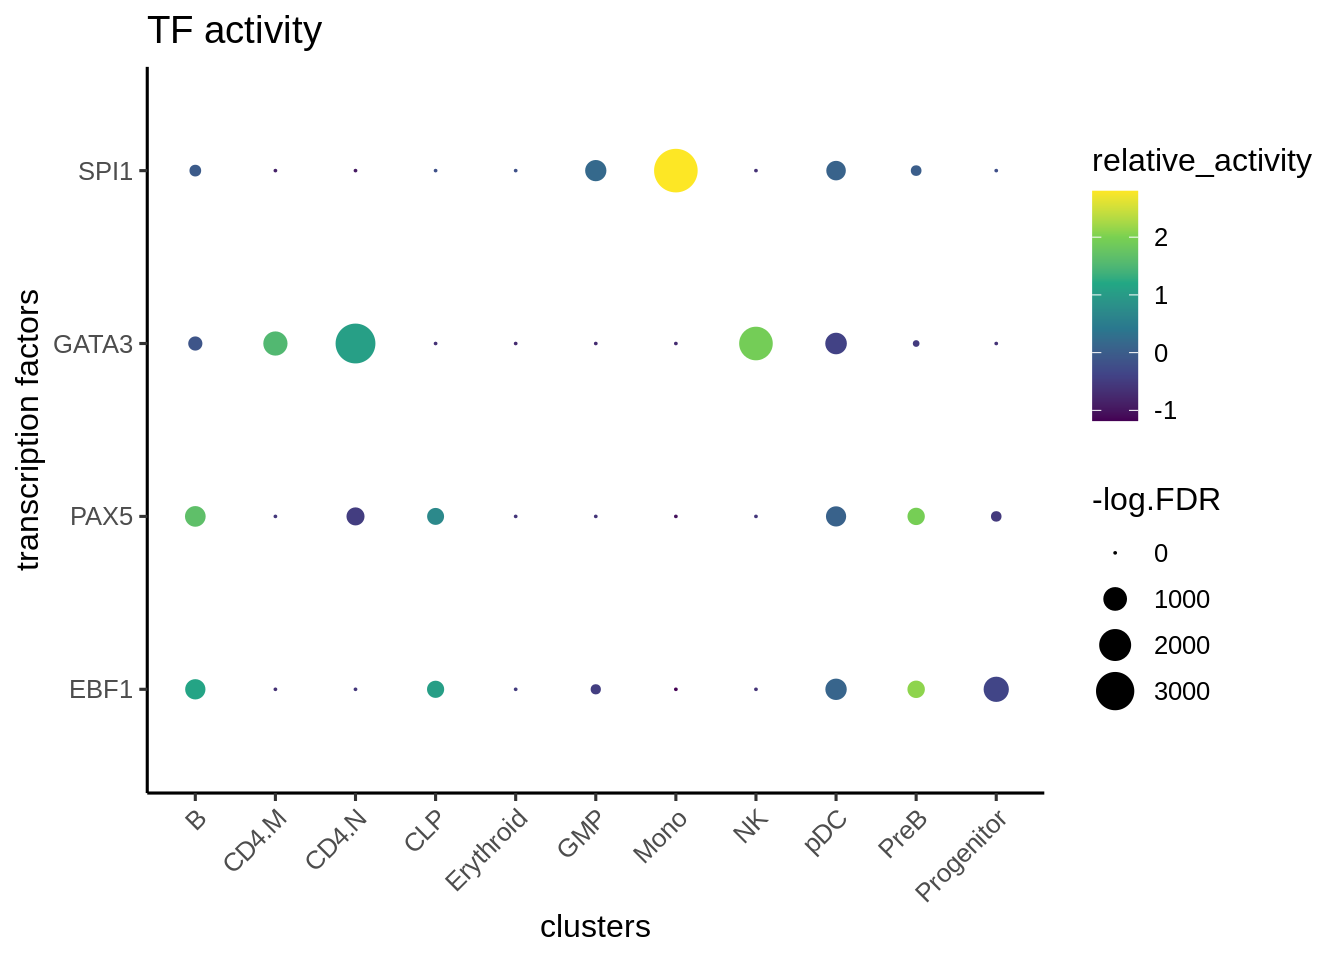 TF activity
transcription factors
SPI1
GATA3
PAX5
EBF1
B
CD4.M
CD4.N
CLP
Erythroid
GMP
Mono
NK
pDC
PreB
Progenitor
clusters
relative_activity
2
1
0
-1
-log.FDR
0
1000
2000
3000